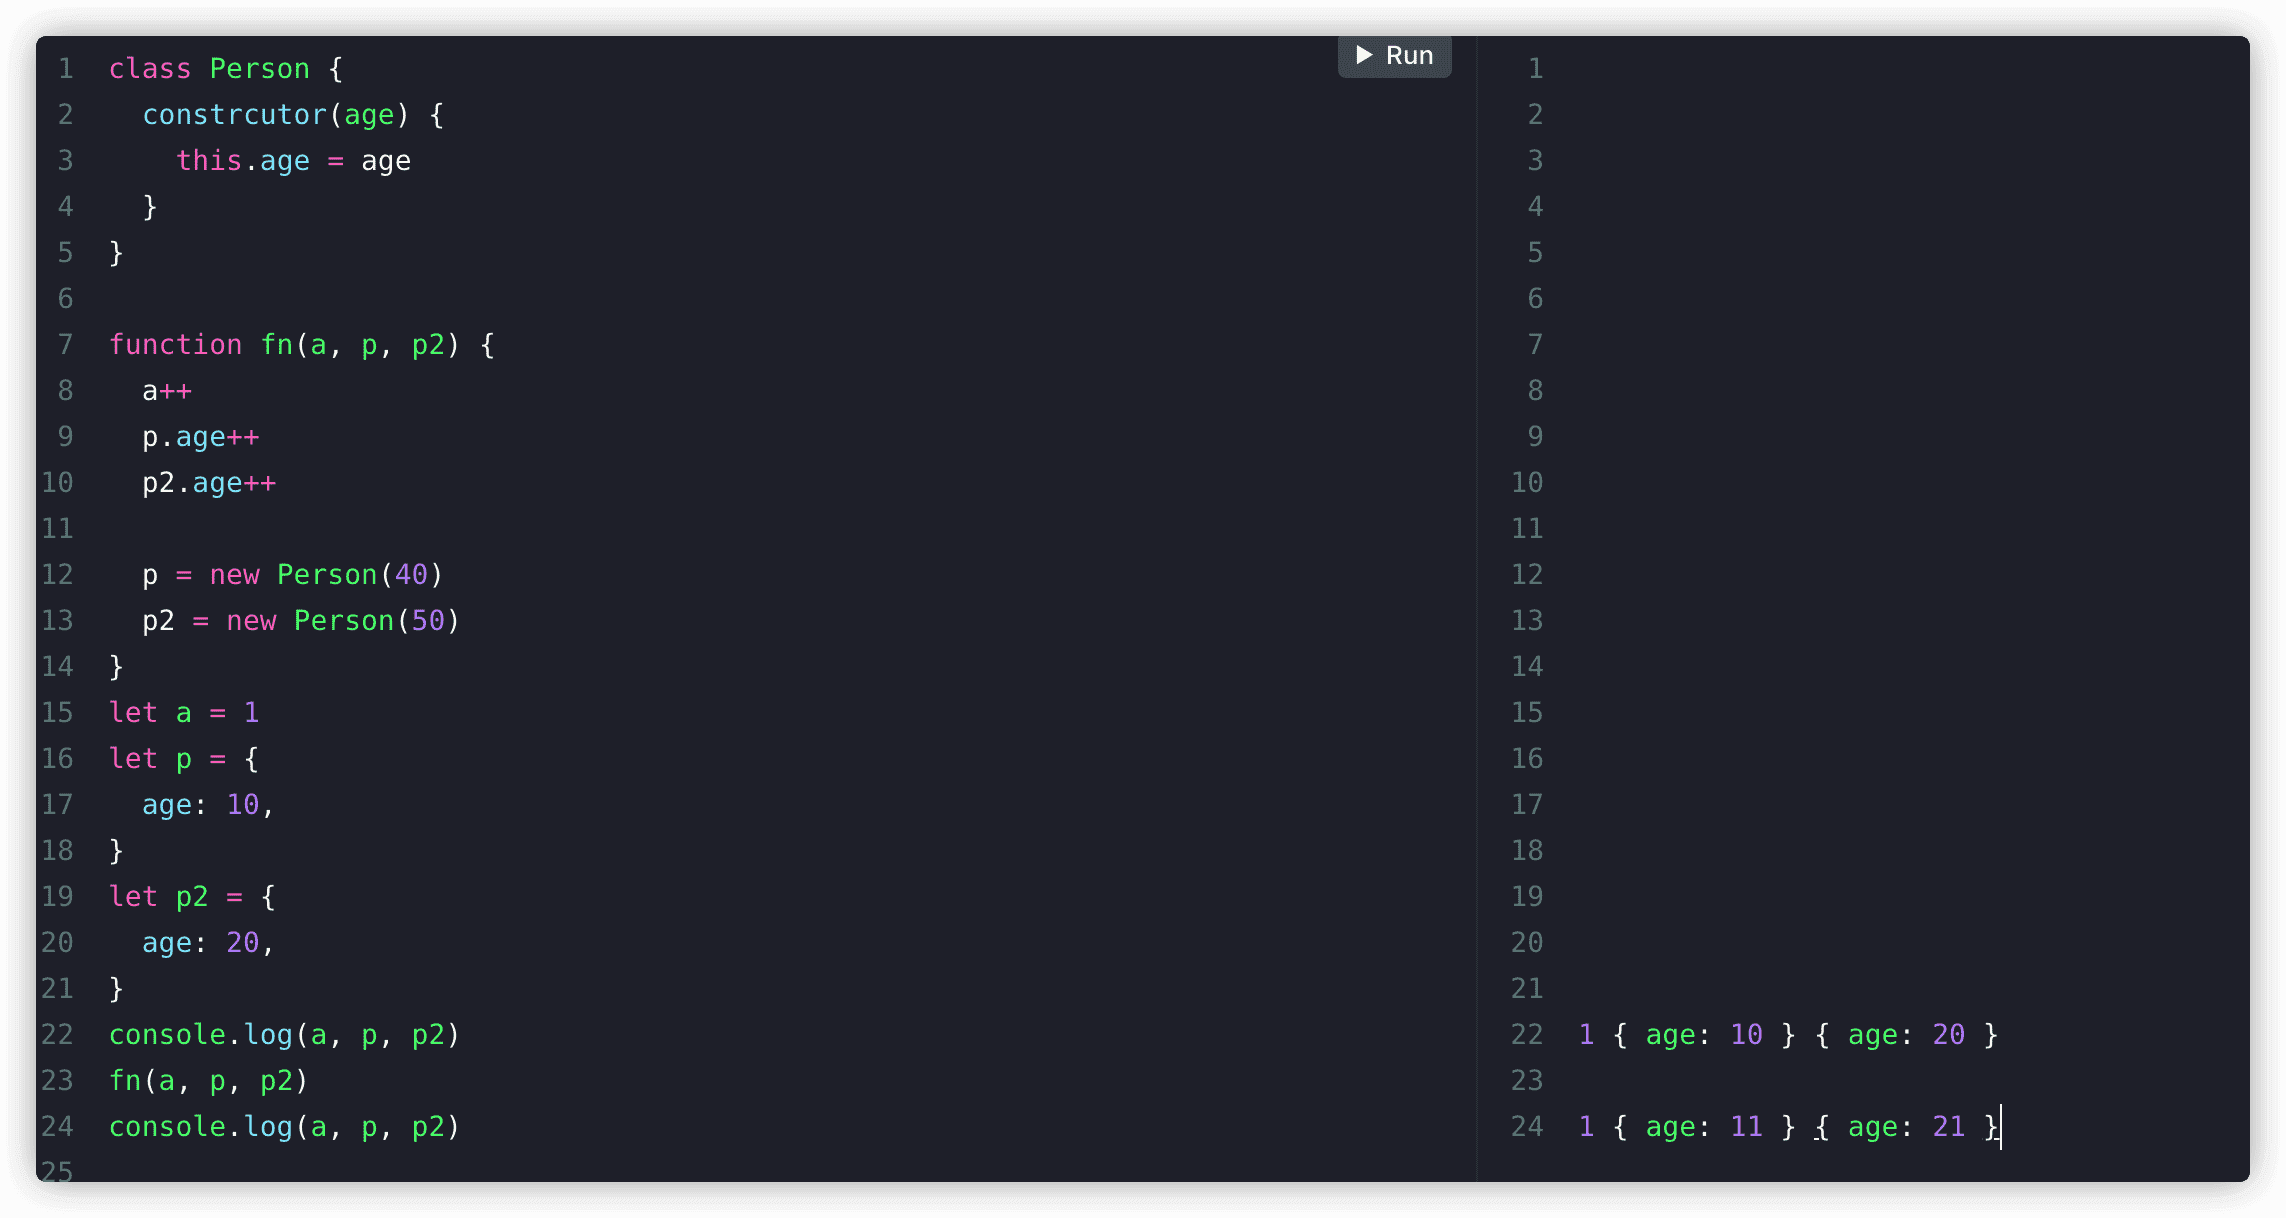 Run
1 class Person {
2 constrcutor(age) {
3 this.age = age
4 }
5 }
6
7 function fn(a, p, p2) {
8 a++
9 p.age++
10 p2.age++
11
12 p = new Person(40)
13 p2 = new Person(50)
14 }
15 let a = 1
16 let p = {
17 age: 10,
18 }
19 let p2 = {
20 age: 20,
21 }
22 console.log(a, p, p2)
23 fn(a, p, p2)
24 console.log(a, p, p2)
25
1
2
3
4
5
6
7
8
9
10
11
12
13
14
15
16
17
18
19
20
21
22 1 { age: 10 } { age: 20 }
23
24 1 { age: 11 } { age: 21 }